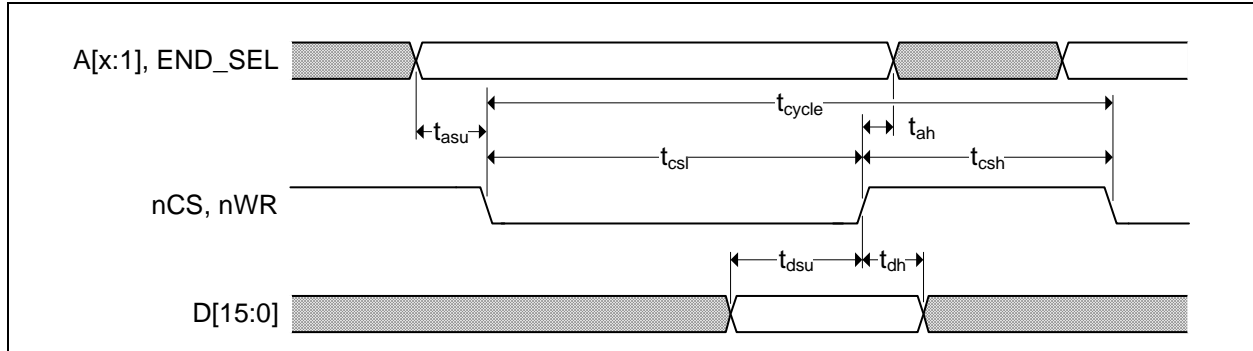 A[x:1], END_SEL
tcycle
tasu
tah
tcsl
tcsh
nCS, nWR
tdsu
tdh
D[15:0]